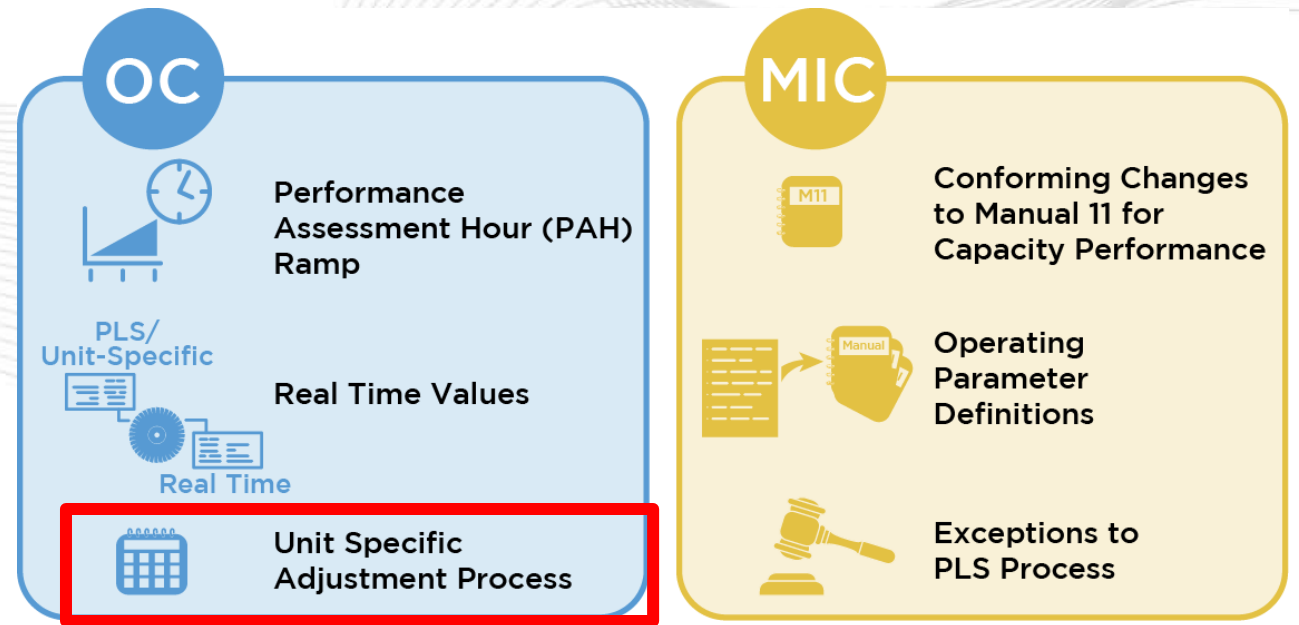 OC
Performance
Assessment Hour (PAH)
Ramp
PLS/
Unit-Specific
Real Time Values
Real Time
Unit Specific
Adjustment Process
MIC
M11
Conforming Changes
to Manual 11 for
Capacity Performance
Manual
Operating
Parameter
Definitions
Exceptions to
PLS Process